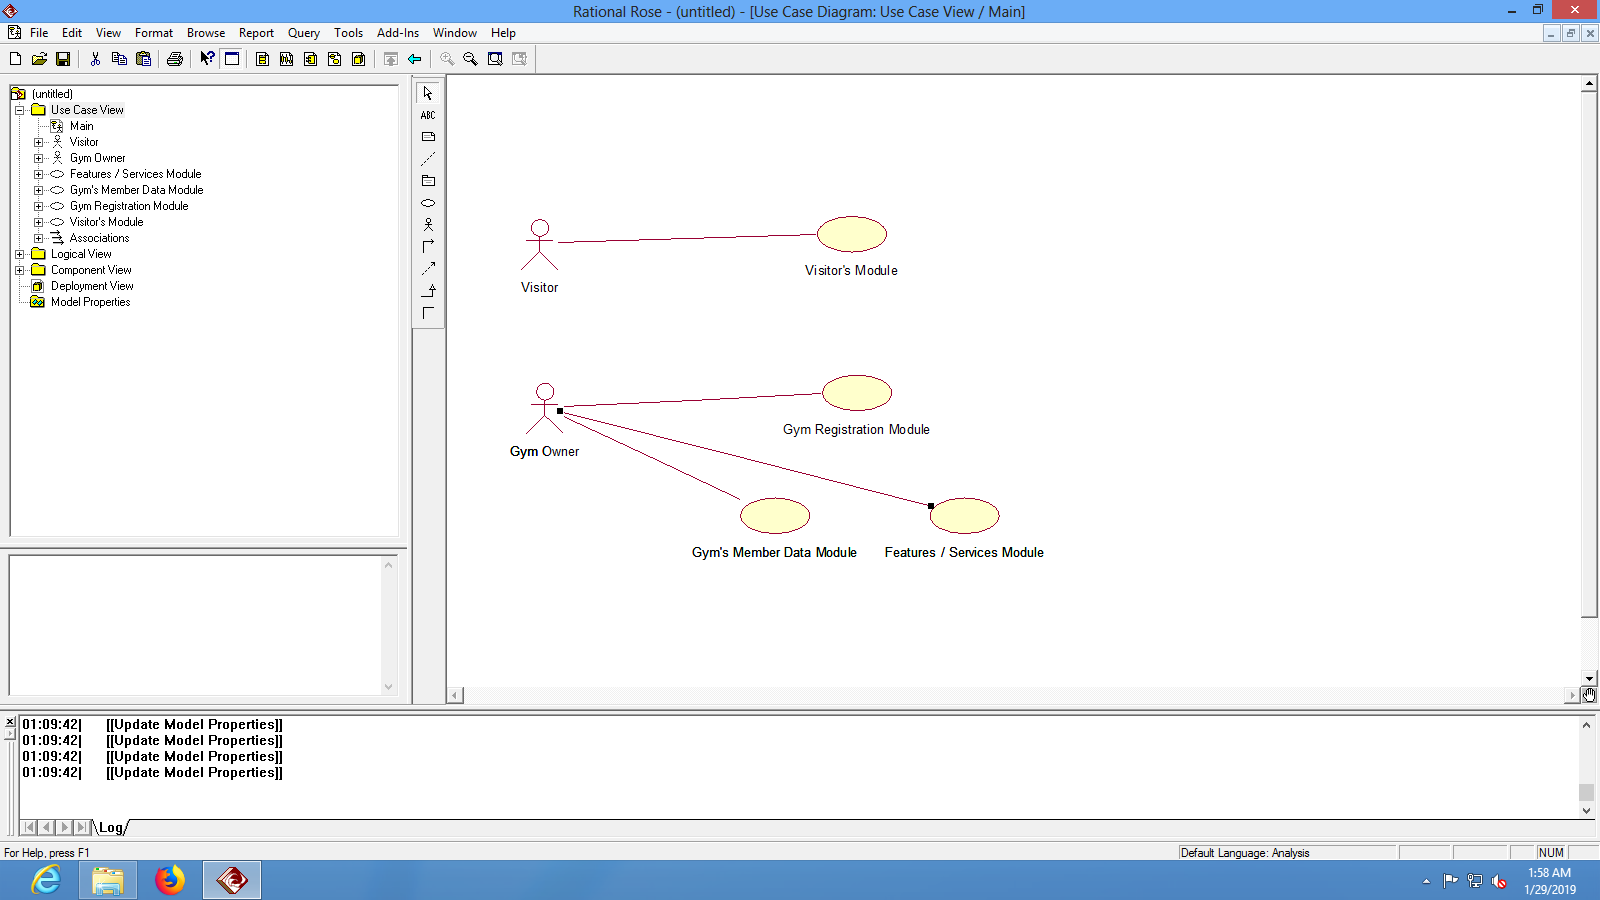 Rational Rose - (untitled) - [Use Case Diagram: Use Case View / Main]
File Edit View Format Browse Report Query Tools Add-Ins Window Help
(untitled)
Use Case View
Main
Visitor
Gym Owner
Features / Services Module
Gym's Member Data Module
Gym Registration Module
Visitor's Module
Associations
Logical View
Component View
Deployment View
Model Properties
ABC
Visitor
Visitor's Module
Gym Owner
Gym Registration Module
Gym's Member Data Module
Features / Services Module
01:09:42| [[Update Model Properties]]
01:09:42| [[Update Model Properties]]
01:09:42| [[Update Model Properties]]
01:09:42| [[Update Model Properties]]
Log
For Help, press F1
Default Language: Analysis
NUM
1:58 AM
1/29/2019